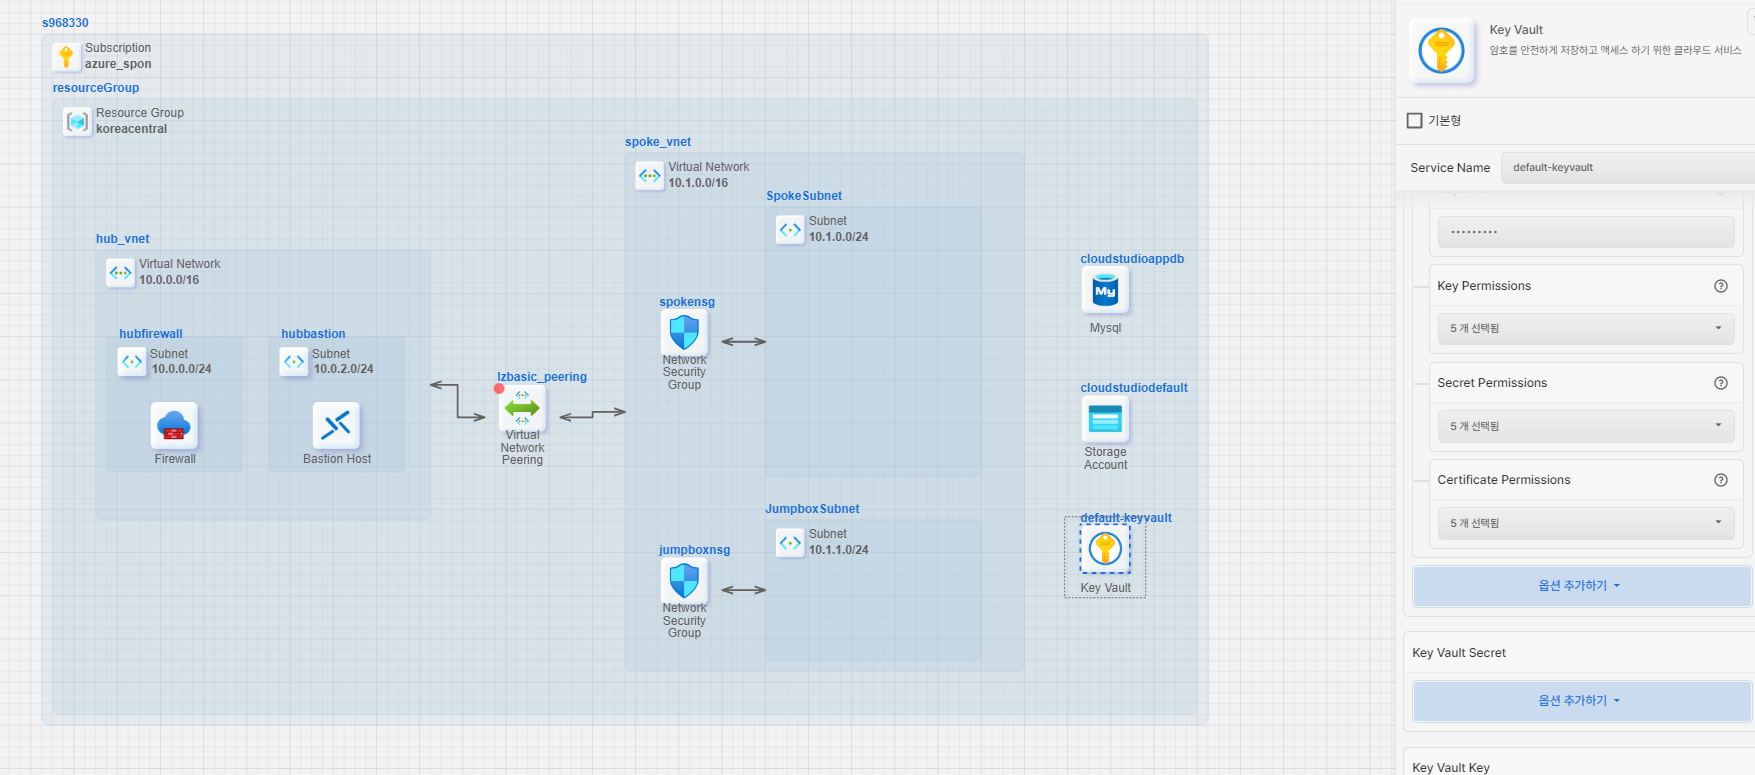 s968330
Subscription
azure_spon
resourceGroup
Resource Group
koreacentral
hub_vnet
Virtual Network
10.0.0.0/16
hubfirewall
Subnet
10.0.0.0/24
Firewall
hubbastion
Subnet
10.0.2.0/24
Bastion Host
lzbasic_peering
Virtual
Network
Peering
spoke_vnet
Virtual Network
10.1.0.0/16
SpokeSubnet
Subnet
10.1.0.0/24
spokensg
Network
Security
Group
JumpboxSubnet
Subnet
10.1.1.0/24
jumpboxnsg
Network
Security
Group
cloudstudioappdb
My
Mysql
cloudstudiodefault
Storage
Account
default-keyvault
Key Vault
Key Vault
암호를 안전하게 저장하고 액세스 하기 위한 클라우드 서비스
기본형
Service Name
default-keyvault
·········
Key Permissions
5 개 선택됨
Secret Permissions
5 개 선택됨
Certificate Permissions
5 개 선택됨
옵션 추가하기
Key Vault Secret
옵션 추가하기
Key Vault Key